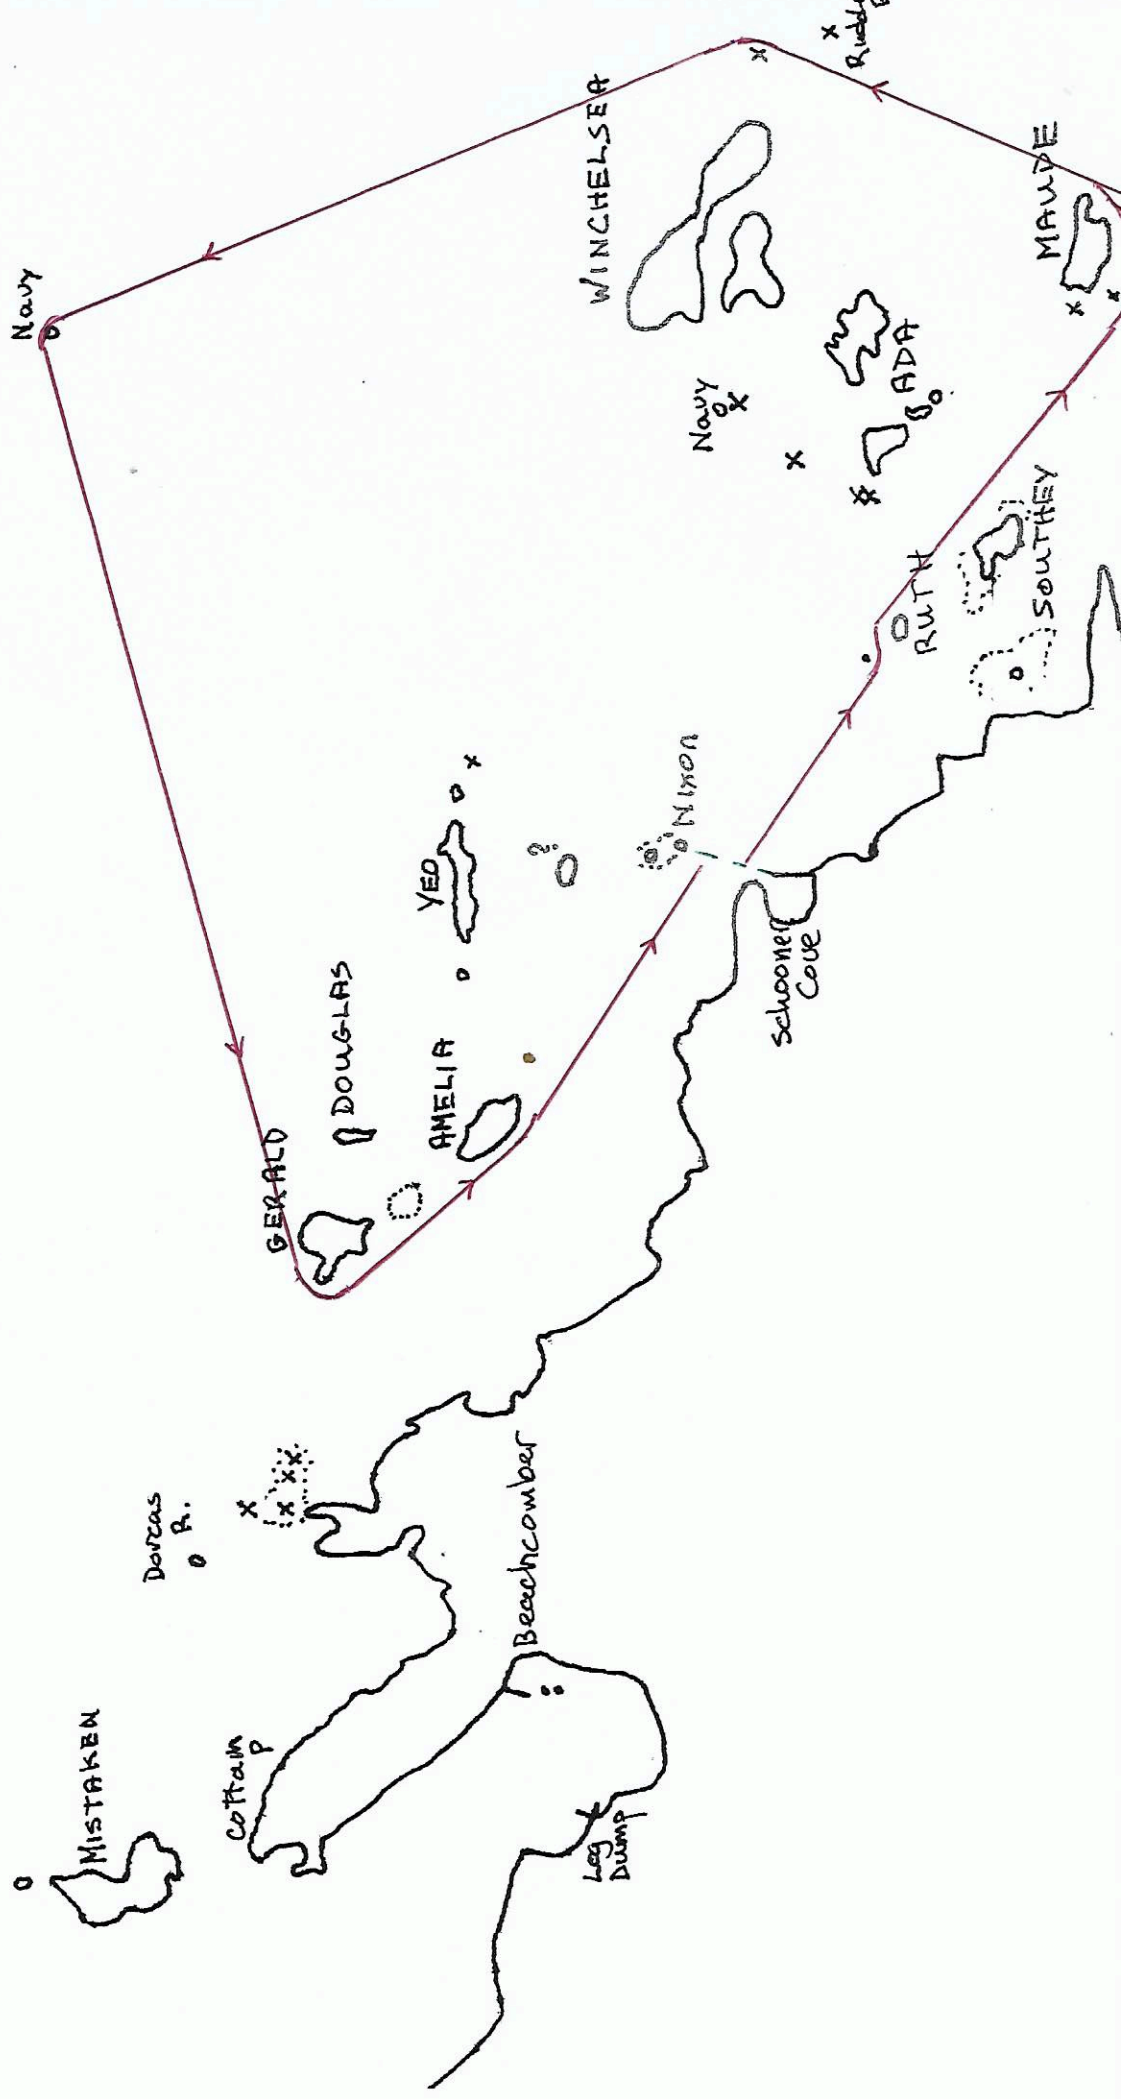 MISTAKEN
Cottam
P
Dorcas
R.
Beachcomber
Log
Dump
GERALD
DOUGLAS
AMELIA
YEO
?
Nixon
Schooner
Cove
Navy
RUTH
SOUTHEY
Navy
ADA
WINCHELSEA
MAUDE